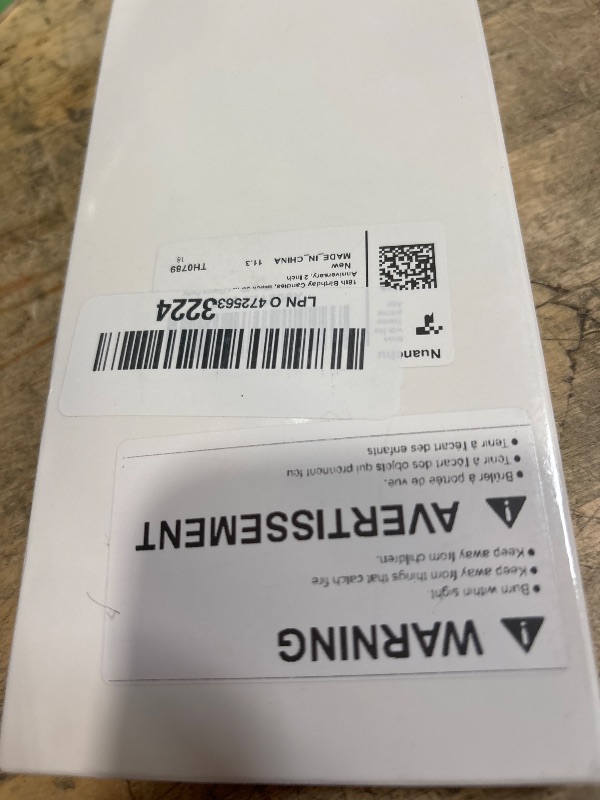 ⚠ WARNING
● Burn within sight.
● Keep away from things that catch fire
● Keep away from children.
⚠ AVERTISSEMENT
● Brûler à portée de vue.
● Tenir à l'écart des objets qui prennent feu
● Tenir à l'écart des enfants
Nuanchu
LPN O 4725633224
18th Birthday Candles,
Anniversary, 2 Inch
New
MADE_IN_CHINA 11.3 TH0789
18